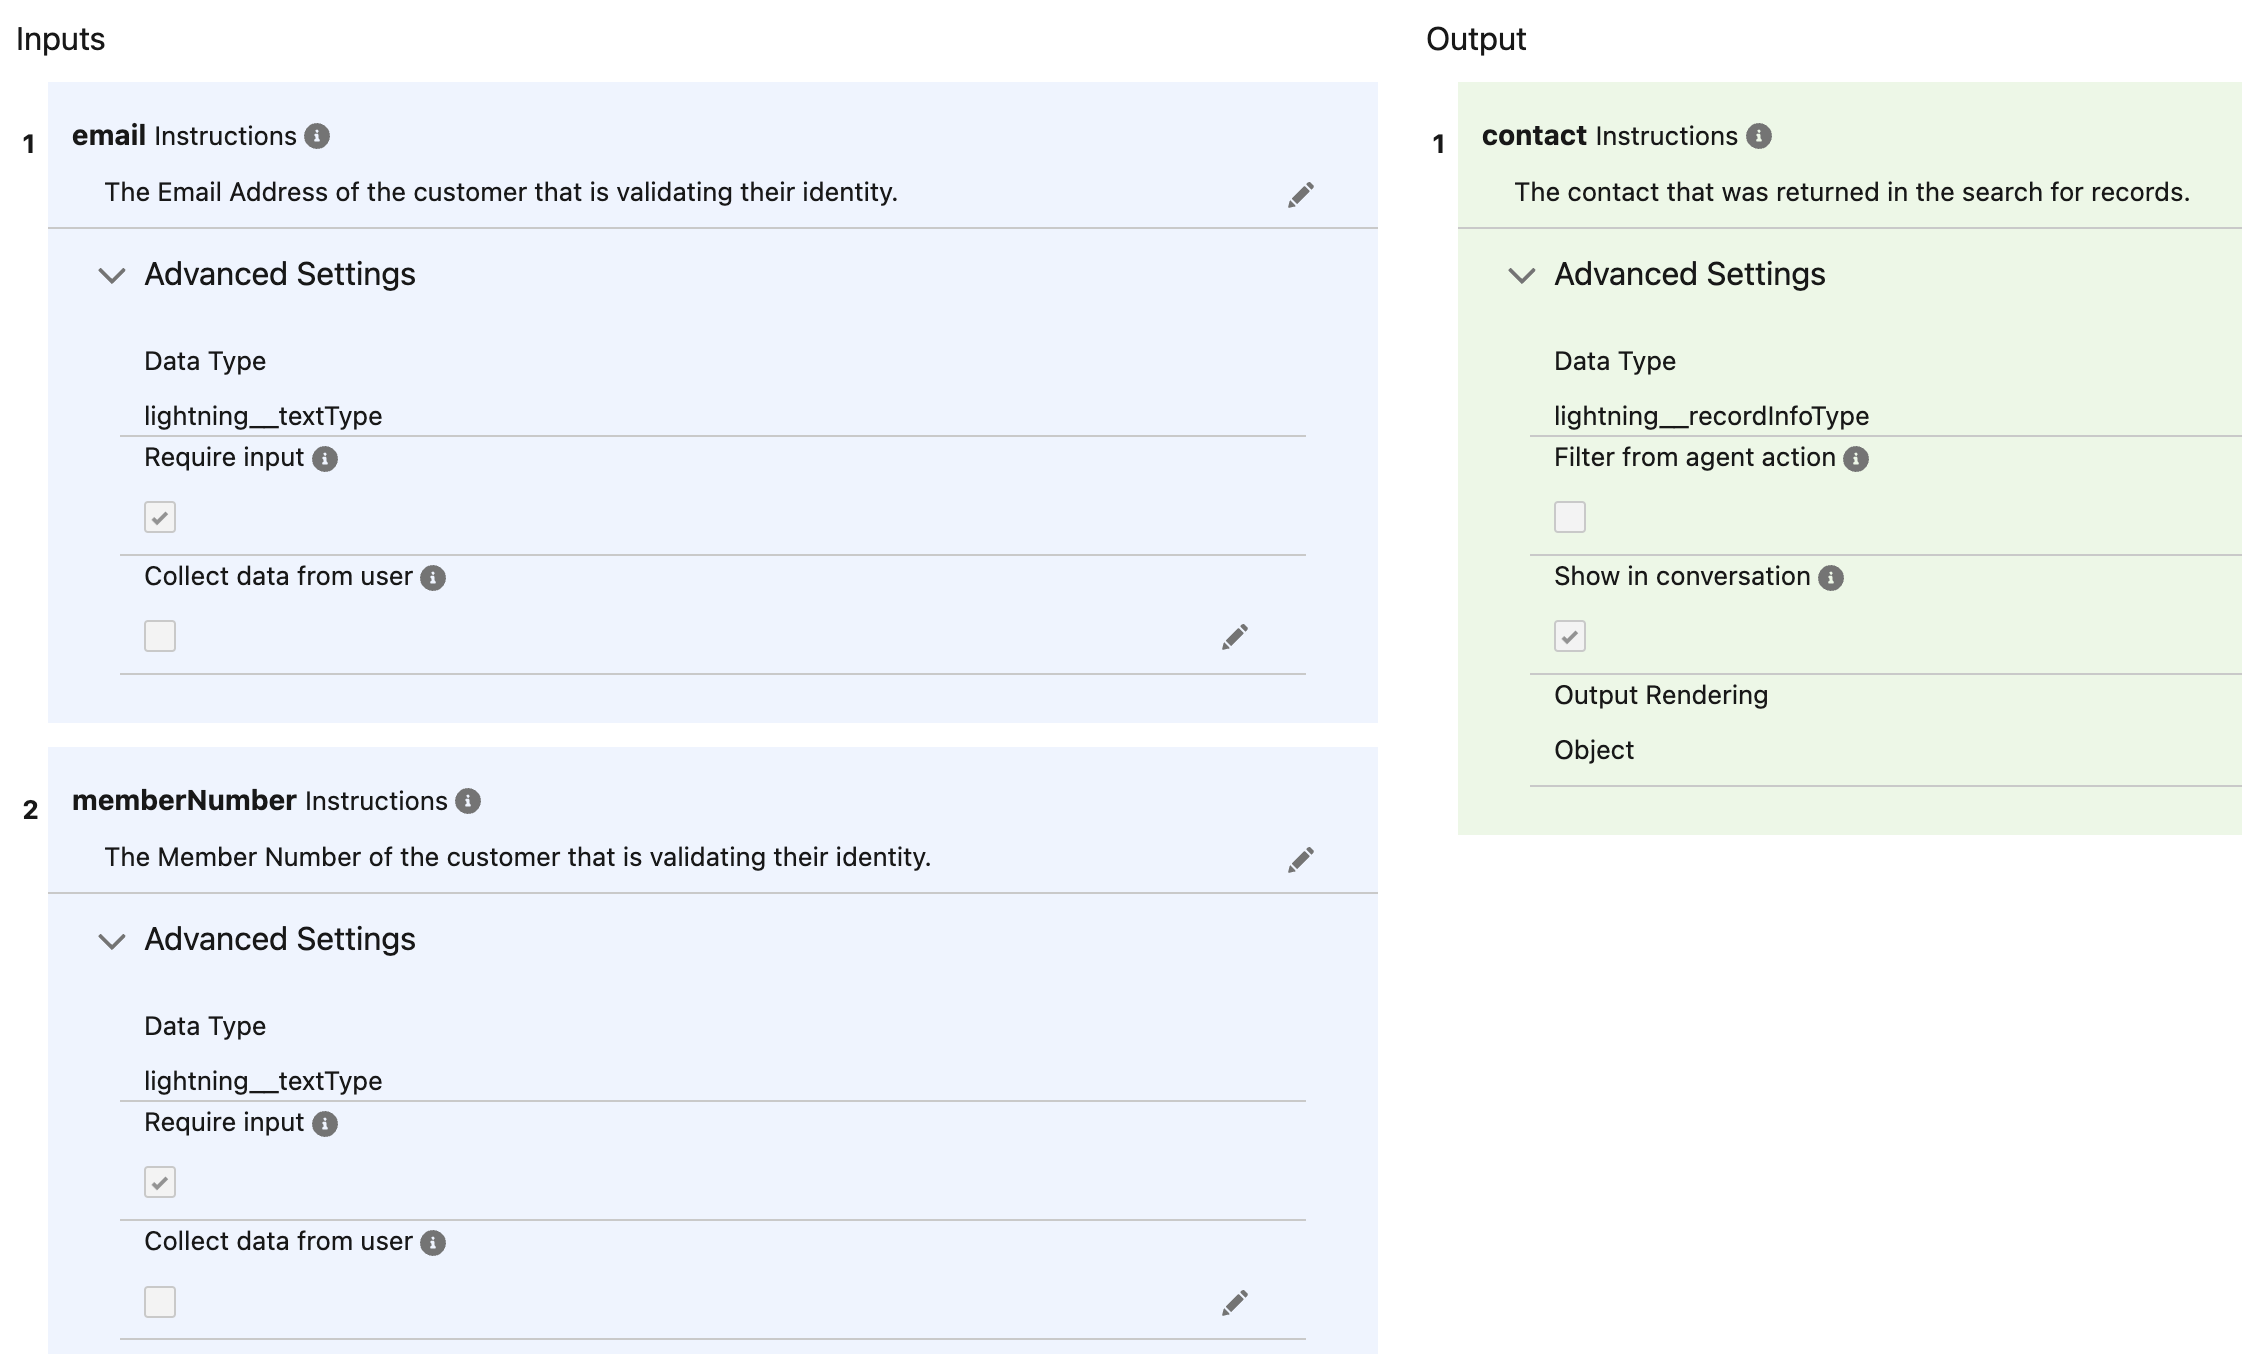 Inputs
1
email Instructions
The Email Address of the customer that is validating their identity.
Advanced Settings
Data Type
lightning__textType
Require input
Collect data from user
2
memberNumber Instructions
The Member Number of the customer that is validating their identity.
Advanced Settings
Data Type
lightning__textType
Require input
Collect data from user
Output
1
contact Instructions
The contact that was returned in the search for records.
Advanced Settings
Data Type
lightning__recordInfoType
Filter from agent action
Show in conversation
Output Rendering
Object